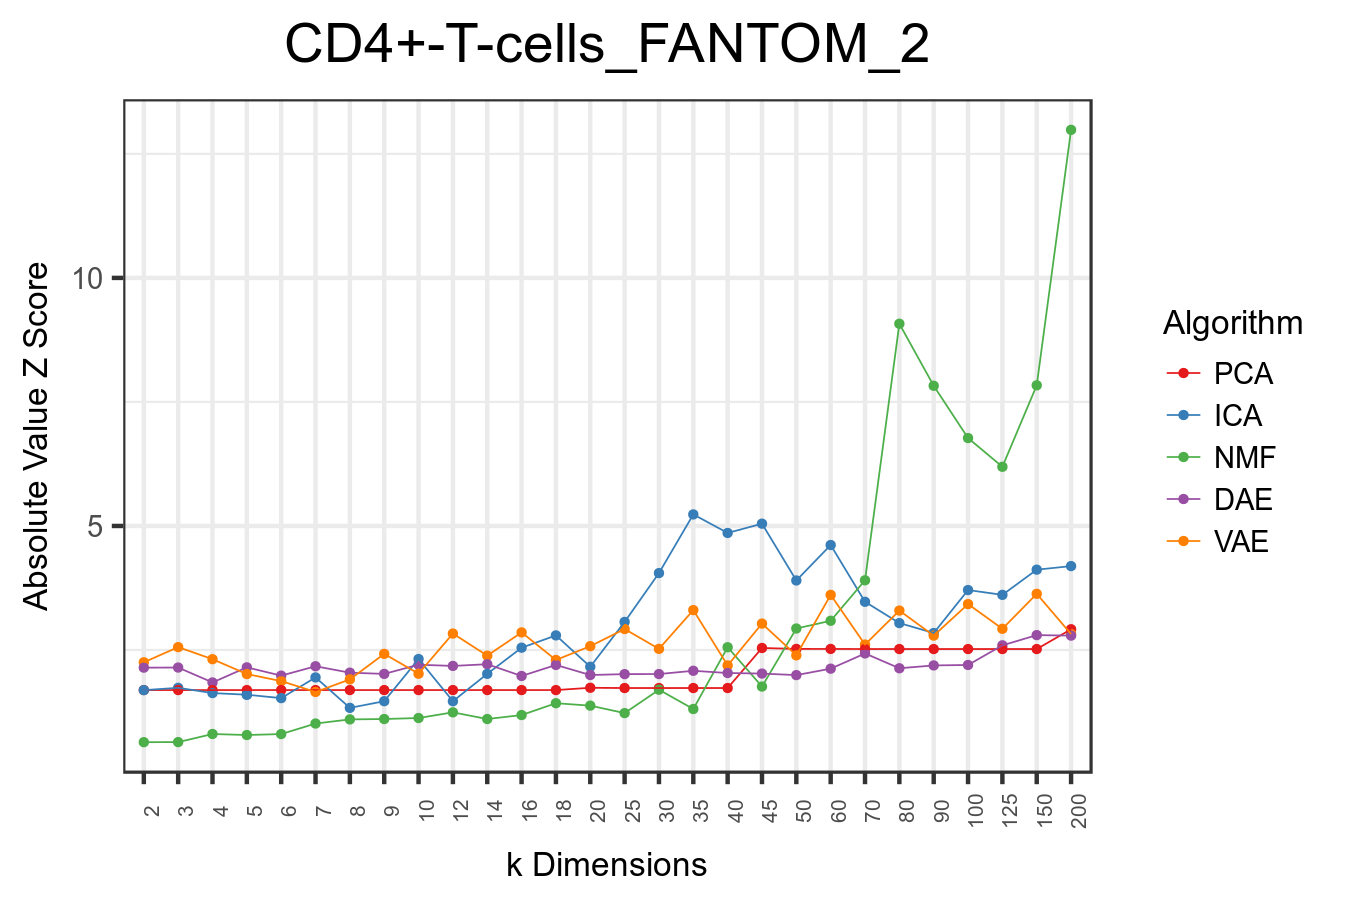 CD4+-T-cells_FANTOM_2
Absolute Value Z Score
10
5
2 3 4 5 6 7 8 9 10 12 14 16 18 20 25 30 35 40 45 50 60 70 80 90 100 125 150 200
k Dimensions
Algorithm
PCA
ICA
NMF
DAE
VAE